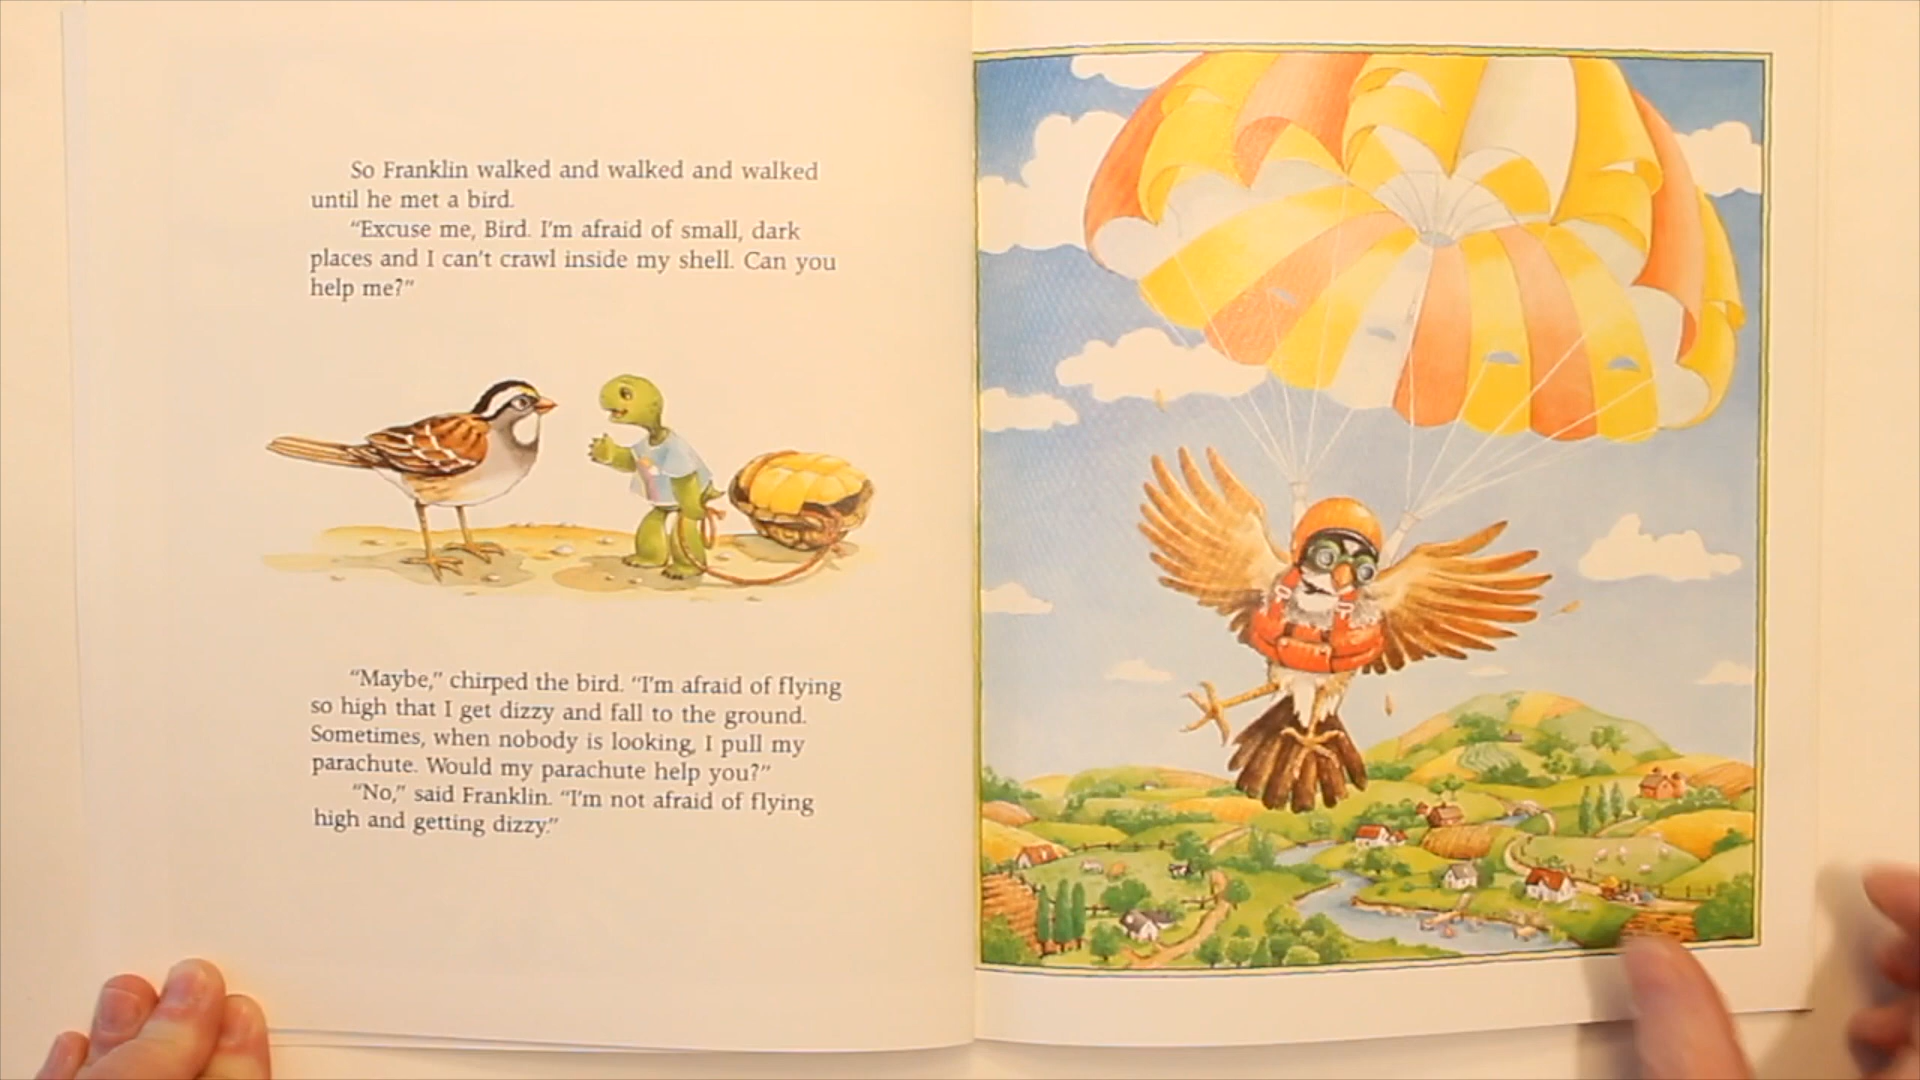 So Franklin walked and walked and walked
until he met a bird.
“Excuse me, Bird. I'm afraid of small, dark
places and I can't crawl inside my shell. Can you
help me?”
“Maybe,” chirped the bird. “I'm afraid of flying
so high that I get dizzy and fall to the ground.
Sometimes, when nobody is looking, I pull my
parachute. Would my parachute help you?”
“No,” said Franklin. “I'm not afraid of flying
high and getting dizzy.”